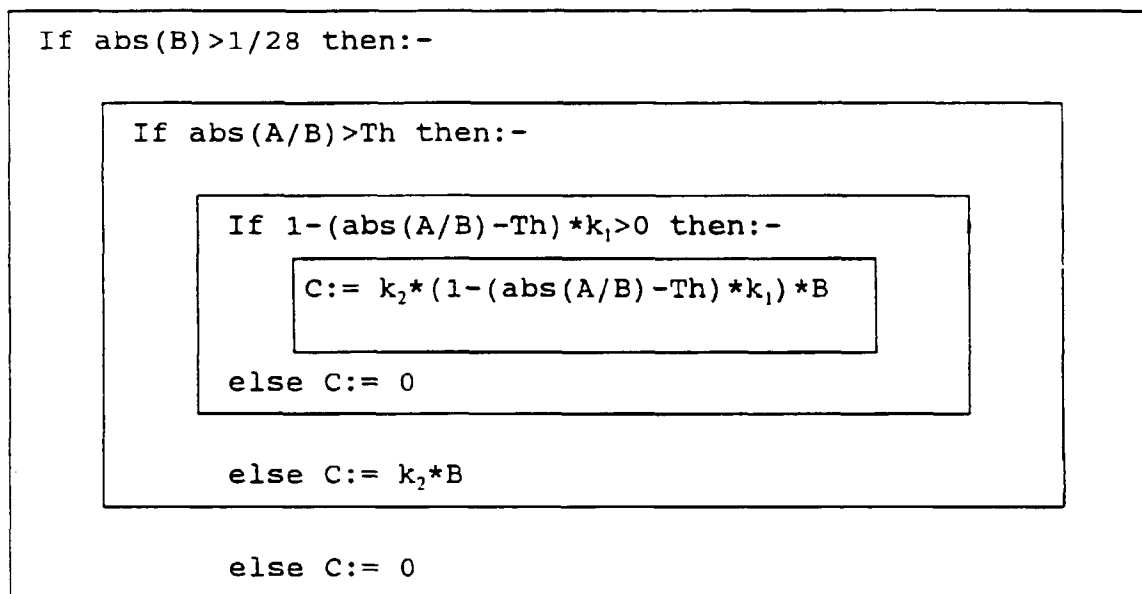 If abs(B)>1/28 then:-
If abs(A/B)>Th then:-
If 1-(abs(A/B)-Th)*k₁>0 then:-
C:= k₂*(1-(abs(A/B)-Th)*k₁)*B
else C:= 0
else C:= k₂*B
else C:= 0